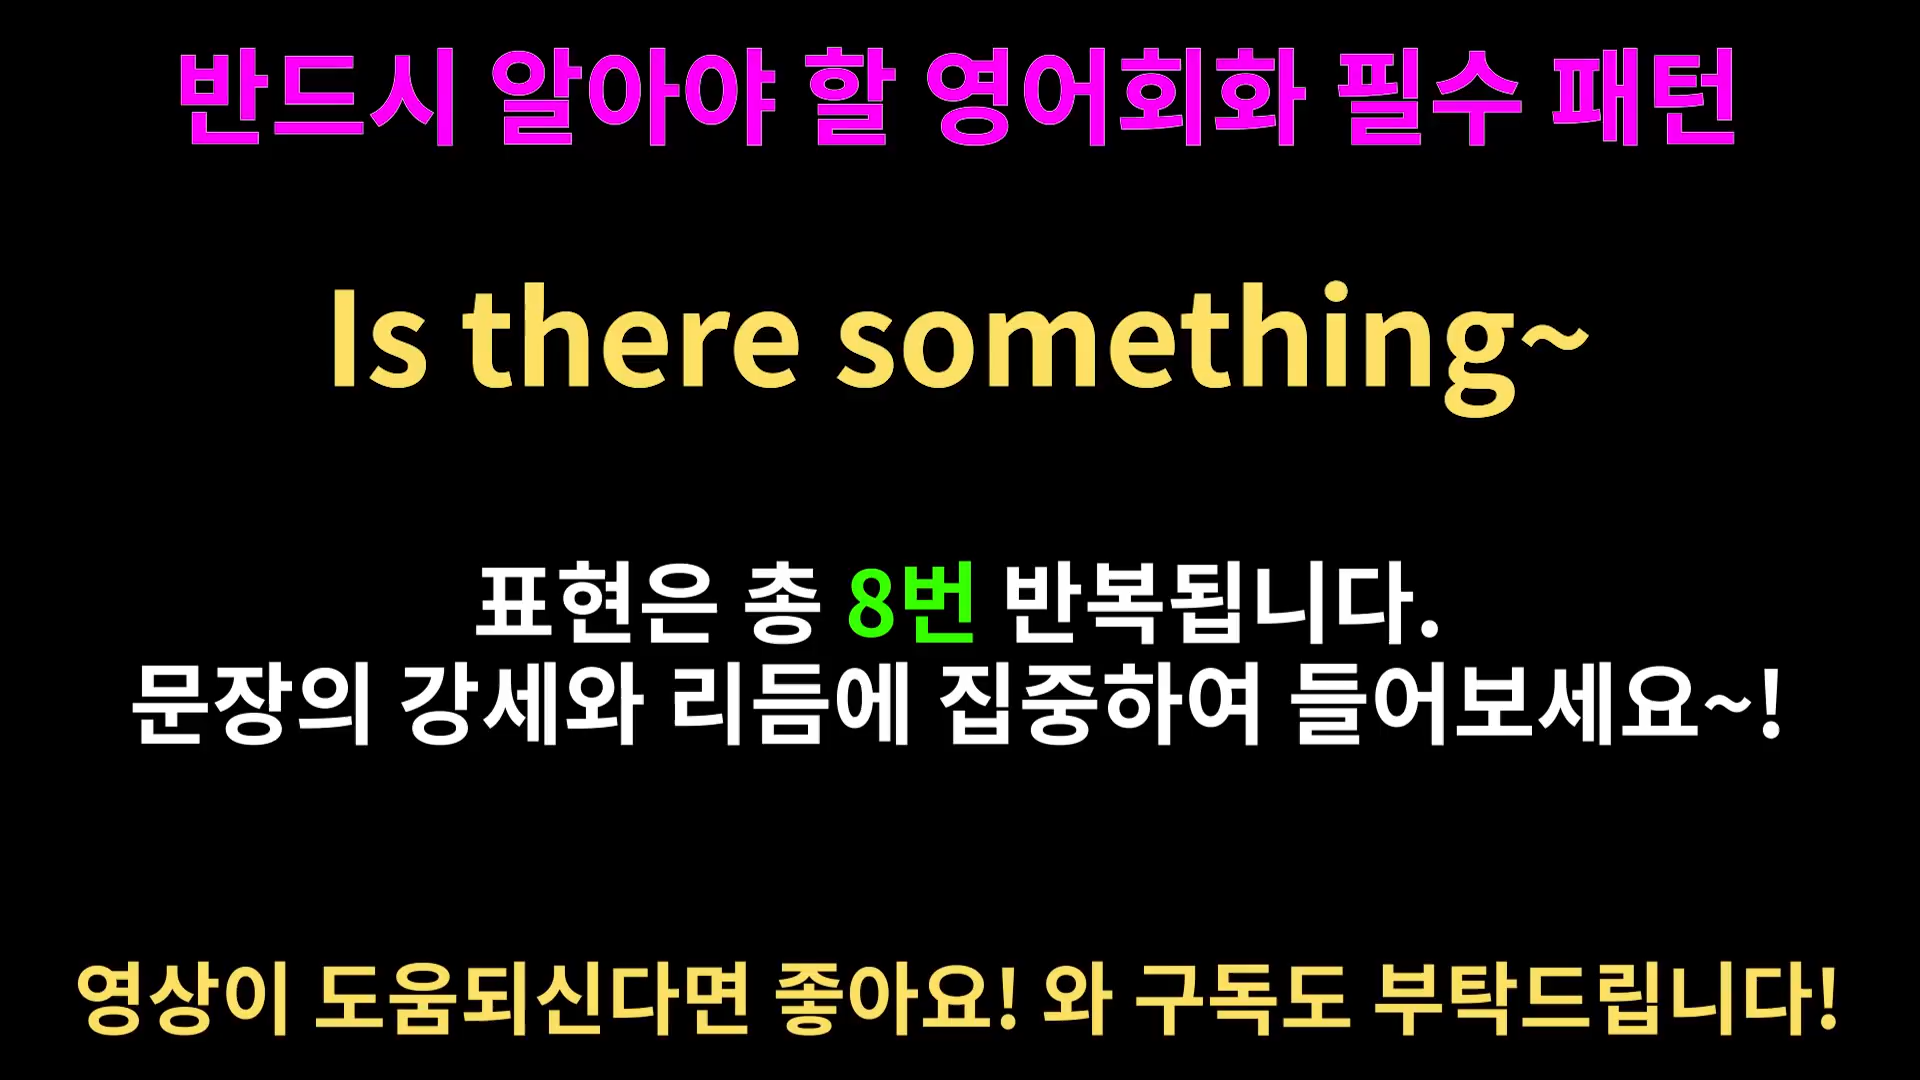 반드시 알아야 할 영어회화 필수 패턴
Is there something~
표현은 총 8번 반복됩니다.
문장의 강세와 리듬에 집중하여 들어보세요~!
영상이 도움되신다면 좋아요! 와 구독도 부탁드립니다!